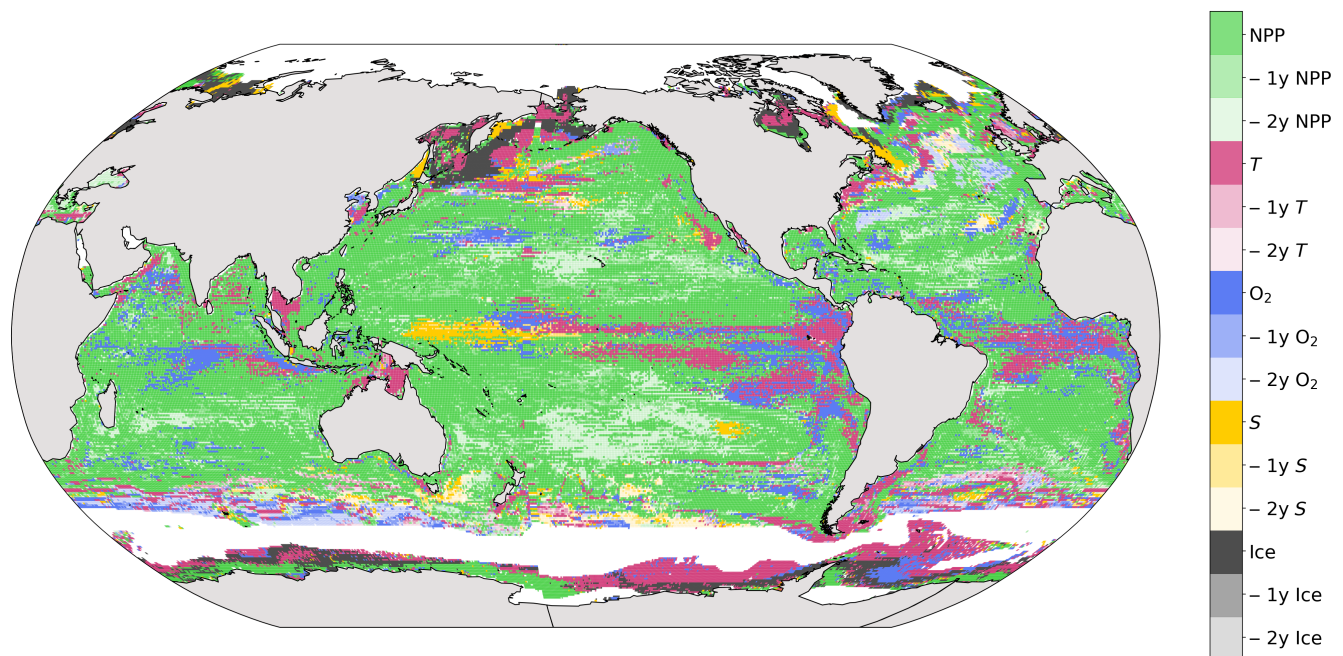 NPP
- 1y NPP
- 2y NPP
T
- 1y T
- 2y T
O₂
- 1y O₂
- 2y O₂
S
- 1y S
- 2y S
Ice
- 1y Ice
- 2y Ice